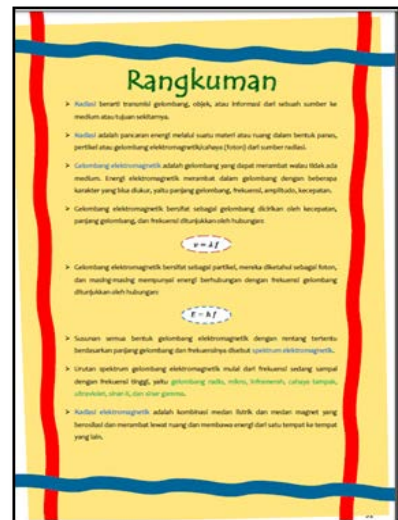 Rangkuman
➤ Radiasi berarti transmisi gelombang, objek, atau informasi dari sebuah sumber ke
medium atau tujuan sekitarnya.
➤ Radiasi adalah pancaran energi melalui suatu materi atau ruang dalam bentuk panas,
partikel atau gelombang elektromagnetik/cahaya (foton) dari sumber radiasi.
➤ Gelombang elektromagnetik adalah gelombang yang dapat merambat walau tidak ada
medium. Energi elektromagnetik merambat dalam gelombang dengan beberapa
karakter yang bisa diukur, yaitu panjang gelombang, frekuensi, amplitudo, kecepatan.
➤ Gelombang elektromagnetik bersifat sebagai gelombang dicirikan oleh kecepatan,
panjang gelombang, dan frekuensi ditunjukkan oleh hubungan:
v = λ f
➤ Gelombang elektromagnetik bersifat sebagai partikel, mereka diketahui sebagai foton,
dan masing-masing mempunyai energi berhubungan dengan frekuensi gelombang
ditunjukkan oleh hubungan:
E = h f
➤ Susunan semua bentuk gelombang elektromagnetik dengan rentang tertentu
berdasarkan panjang gelombang dan frekuensinya disebut spektrum elektromagnetik.
➤ Urutan spektrum gelombang elektromagnetik mulai dari frekuensi sedang sampai
dengan frekuensi tinggi, yaitu gelombang radio, mikro, inframerah, cahaya tampak,
ultraviolet, sinar-X, dan sinar gamma.
➤ Radiasi elektromagnetik adalah kombinasi medan listrik dan medan magnet yang
berosilasi dan merambat lewat ruang dan membawa energi dari satu tempat ke tempat
yang lain.